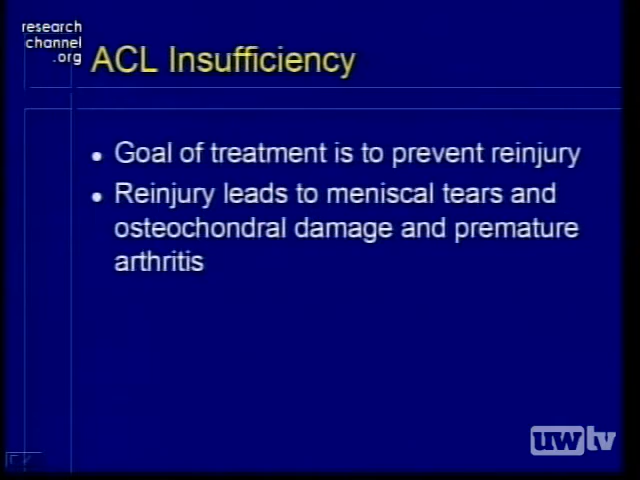 research
channel
.org
ACL Insufficiency
• Goal of treatment is to prevent reinjury
• Reinjury leads to meniscal tears and
osteochondral damage and premature
arthritis
uwtv